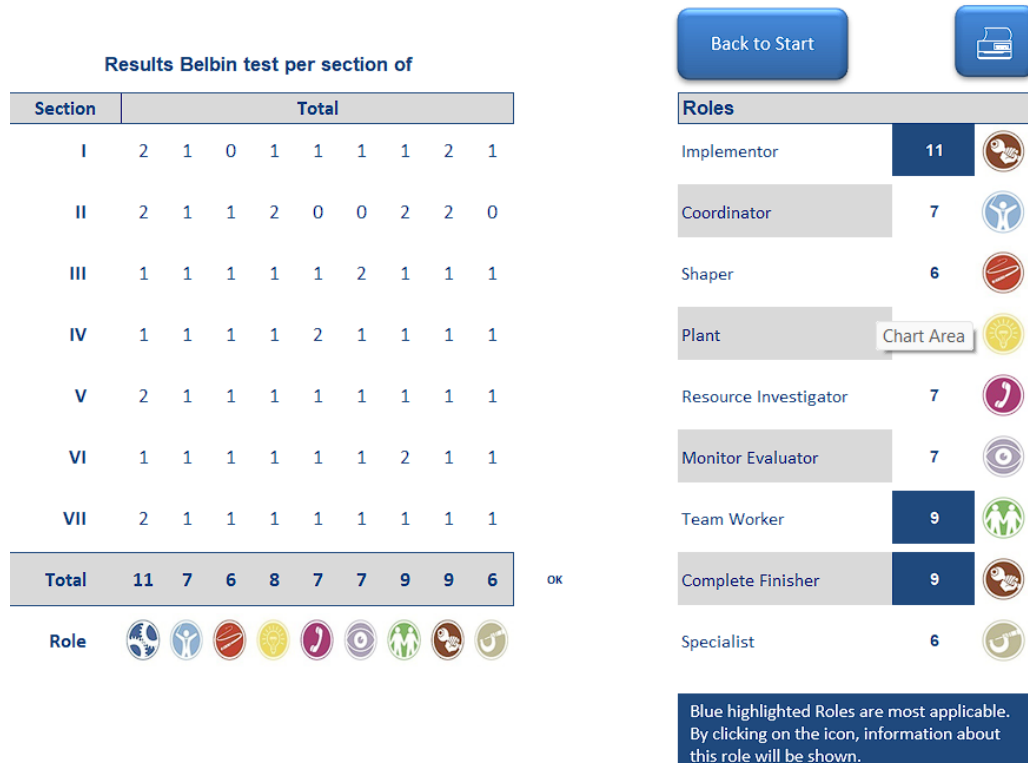 Back to Start
Results Belbin test per section of
Section Total
I 2 1 0 1 1 1 1 2 1
II 2 1 1 2 0 0 2 2 0
III 1 1 1 1 1 2 1 1 1
IV 1 1 1 1 2 1 1 1 1
V 2 1 1 1 1 1 1 1 1
VI 1 1 1 1 1 1 2 1 1
VII 2 1 1 1 1 1 1 1 1
Total 11 7 6 8 7 7 9 9 6 OK
Role
Roles
Implementor 11
Coordinator 7
Shaper 6
Plant Chart Area
Resource Investigator 7
Monitor Evaluator 7
Team Worker 9
Complete Finisher 9
Specialist 6
Blue highlighted Roles are most applicable.
By clicking on the icon, information about
this role will be shown.